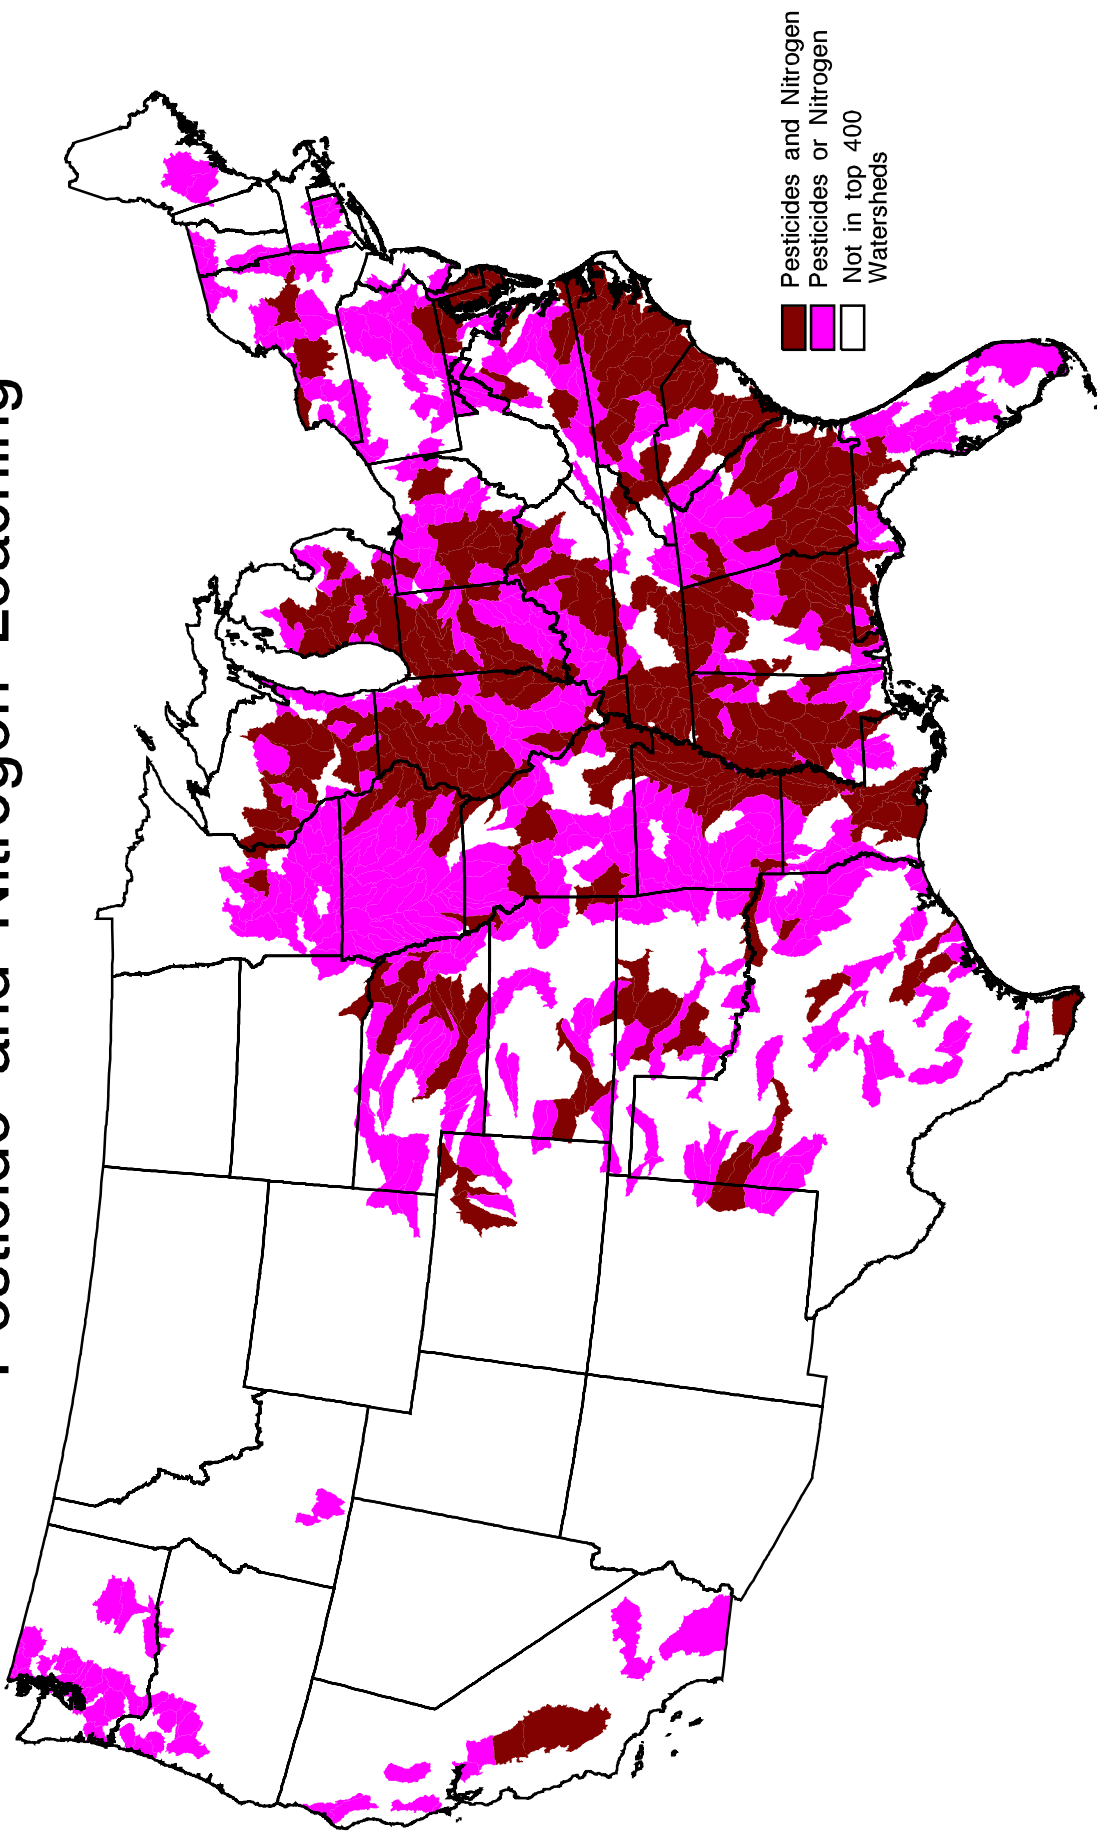 Pesticide and Nitrogen Leaching
Pesticides and Nitrogen
Pesticides or Nitrogen
Not in top 400
Watersheds